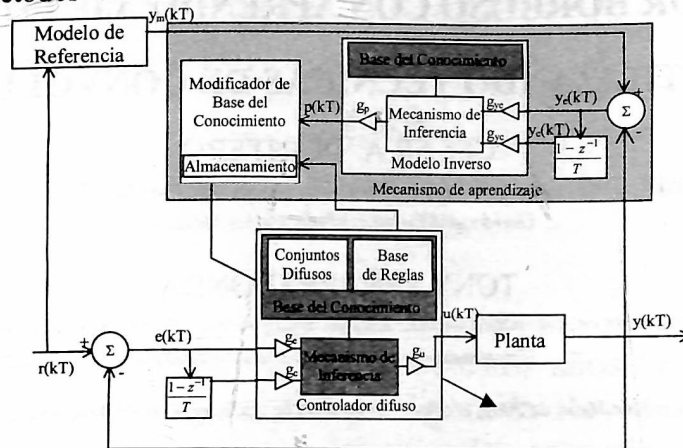 y_m(kT)
Modelo de
Referencia
Base del Conocimiento
Modificador de
Base del
Conocimiento
Almacenamiento
p(kT)
g_p
Mecanismo de
Inferencia
g_ye
g_yc
y_e(kT)
y_c(kT)
Σ
+
-
1 - z^-1
T
Modelo Inverso
Mecanismo de aprendizaje
Conjuntos
Difusos
Base
de Reglas
Base del Conocimiento
r(kT)
+
Σ
-
e(kT)
1 - z^-1
T
g_e
g_c
Mecanismo de
Inferencia
g_u
u(kT)
Controlador difuso
Planta
y(kT)